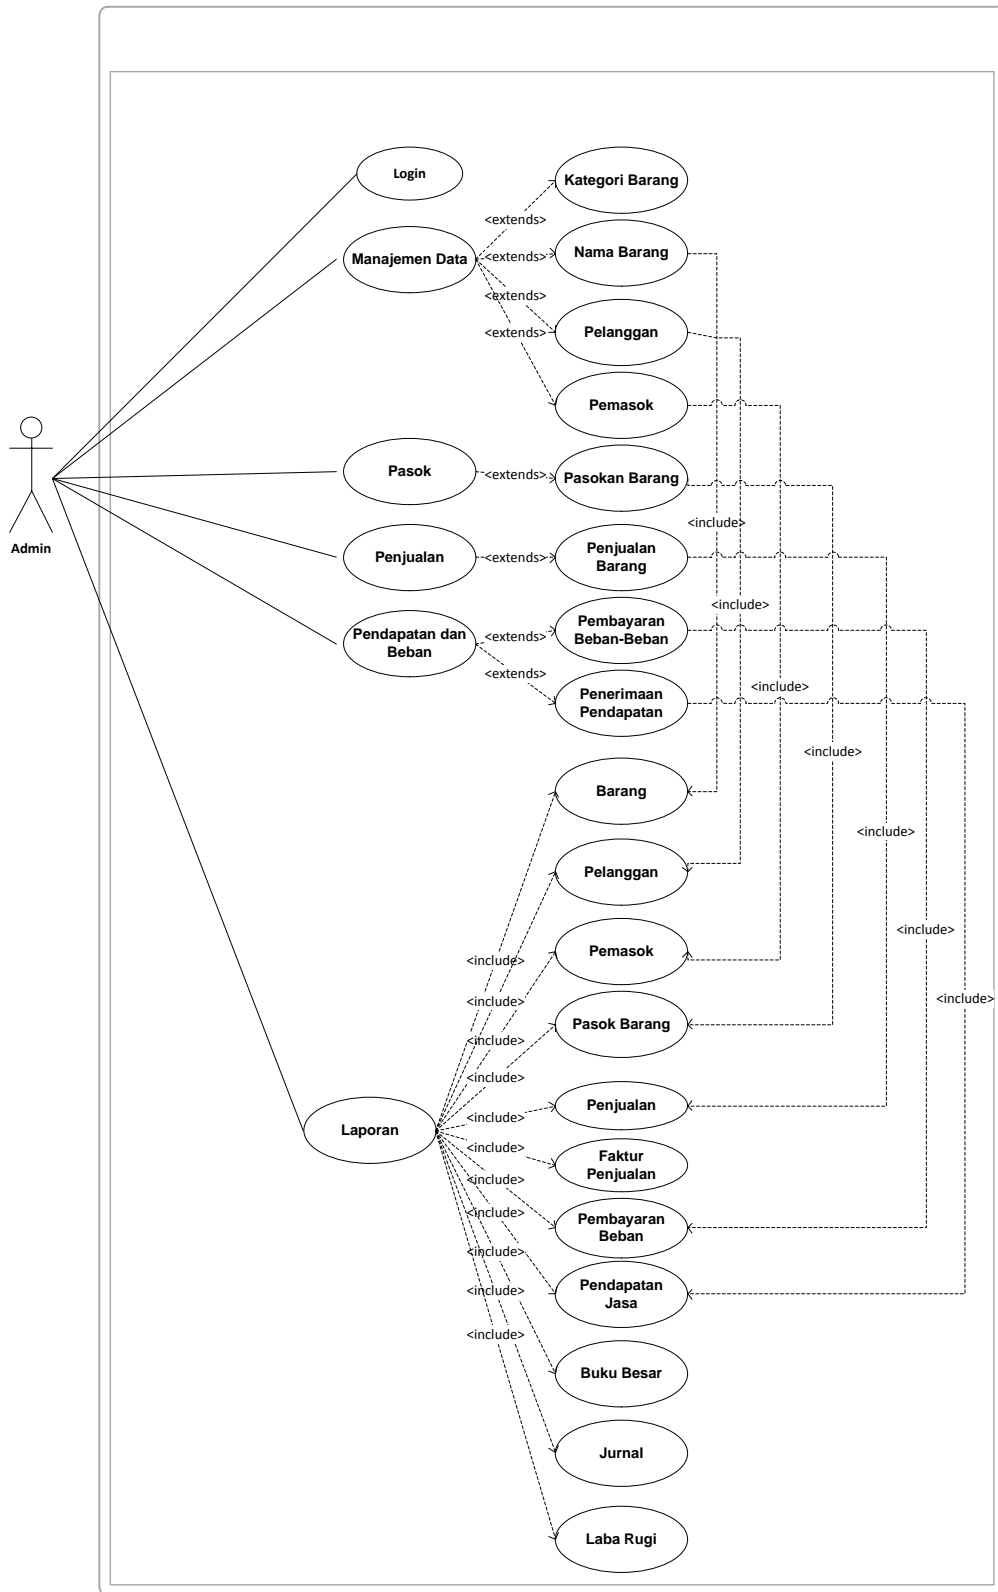 Login
Kategori Barang
<extends>
Nama Barang
Manajemen Data
<extends>
<extends>
Pelanggan
<extends>
Pemasok
Pasok
<extends>
Pasokan Barang
Admin
<include>
Penjualan
<extends>
Penjualan
Barang
<include>
Pendapatan dan
Beban
<extends>
Pembayaran
Beban-Beban
<extends>
Penerimaan
Pendapatan
<include>
<include>
Barang
<include>
Pelanggan
<include>
Pemasok
<include>
<include>
<include>
<include>
Pasok Barang
<include>
<include>
Penjualan
<include>
Laporan
<include>
Faktur
Penjualan
<include>
Pembayaran
Beban
<include>
<include>
Pendapatan
Jasa
<include>
<include>
Buku Besar
Jurnal
Laba Rugi